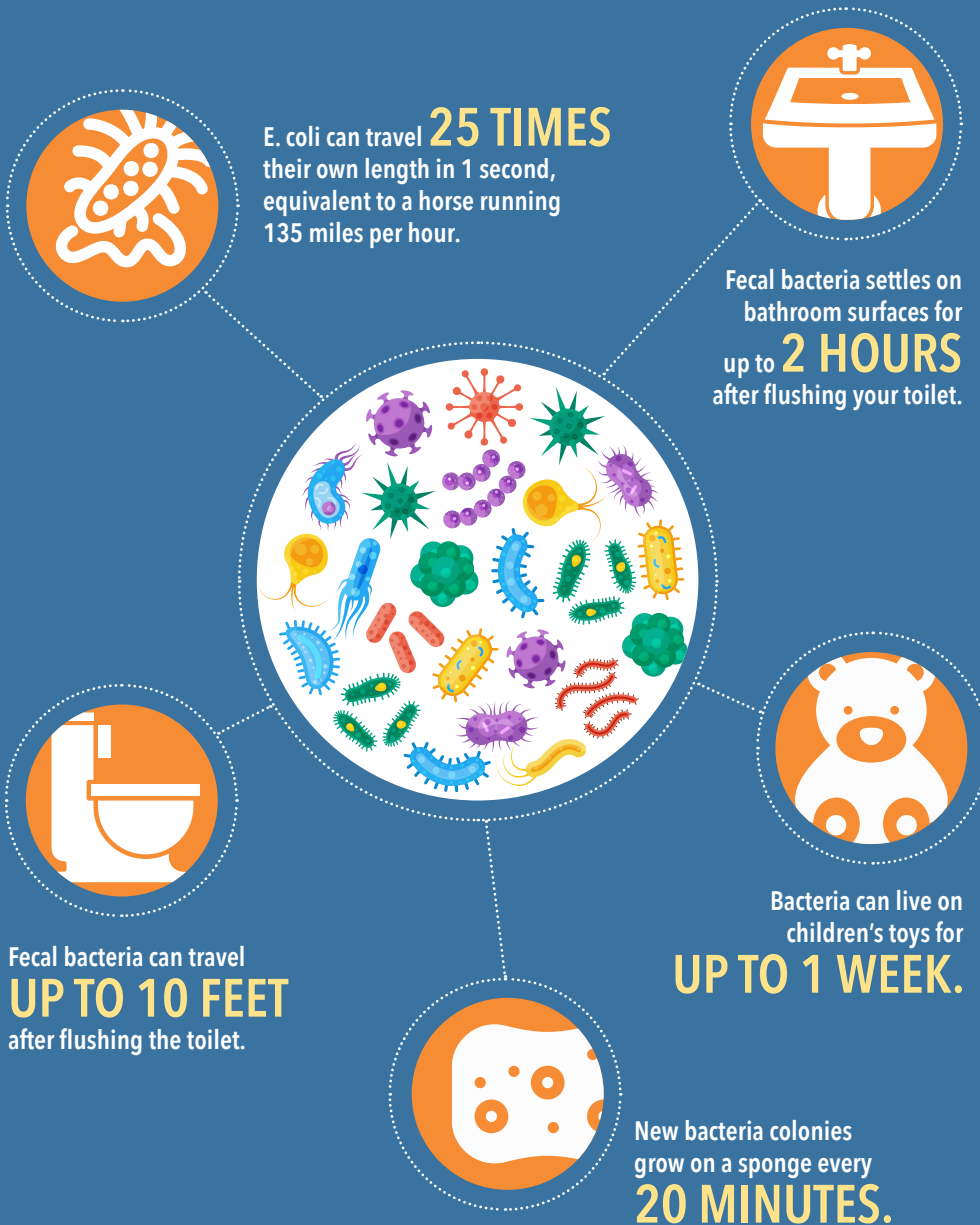 E. coli can travel 25 TIMES
their own length in 1 second,
equivalent to a horse running
135 miles per hour.
Fecal bacteria settles on
bathroom surfaces for
up to 2 HOURS
after flushing your toilet.
Fecal bacteria can travel
UP TO 10 FEET
after flushing the toilet.
Bacteria can live on
children's toys for
UP TO 1 WEEK.
New bacteria colonies
grow on a sponge every
20 MINUTES.